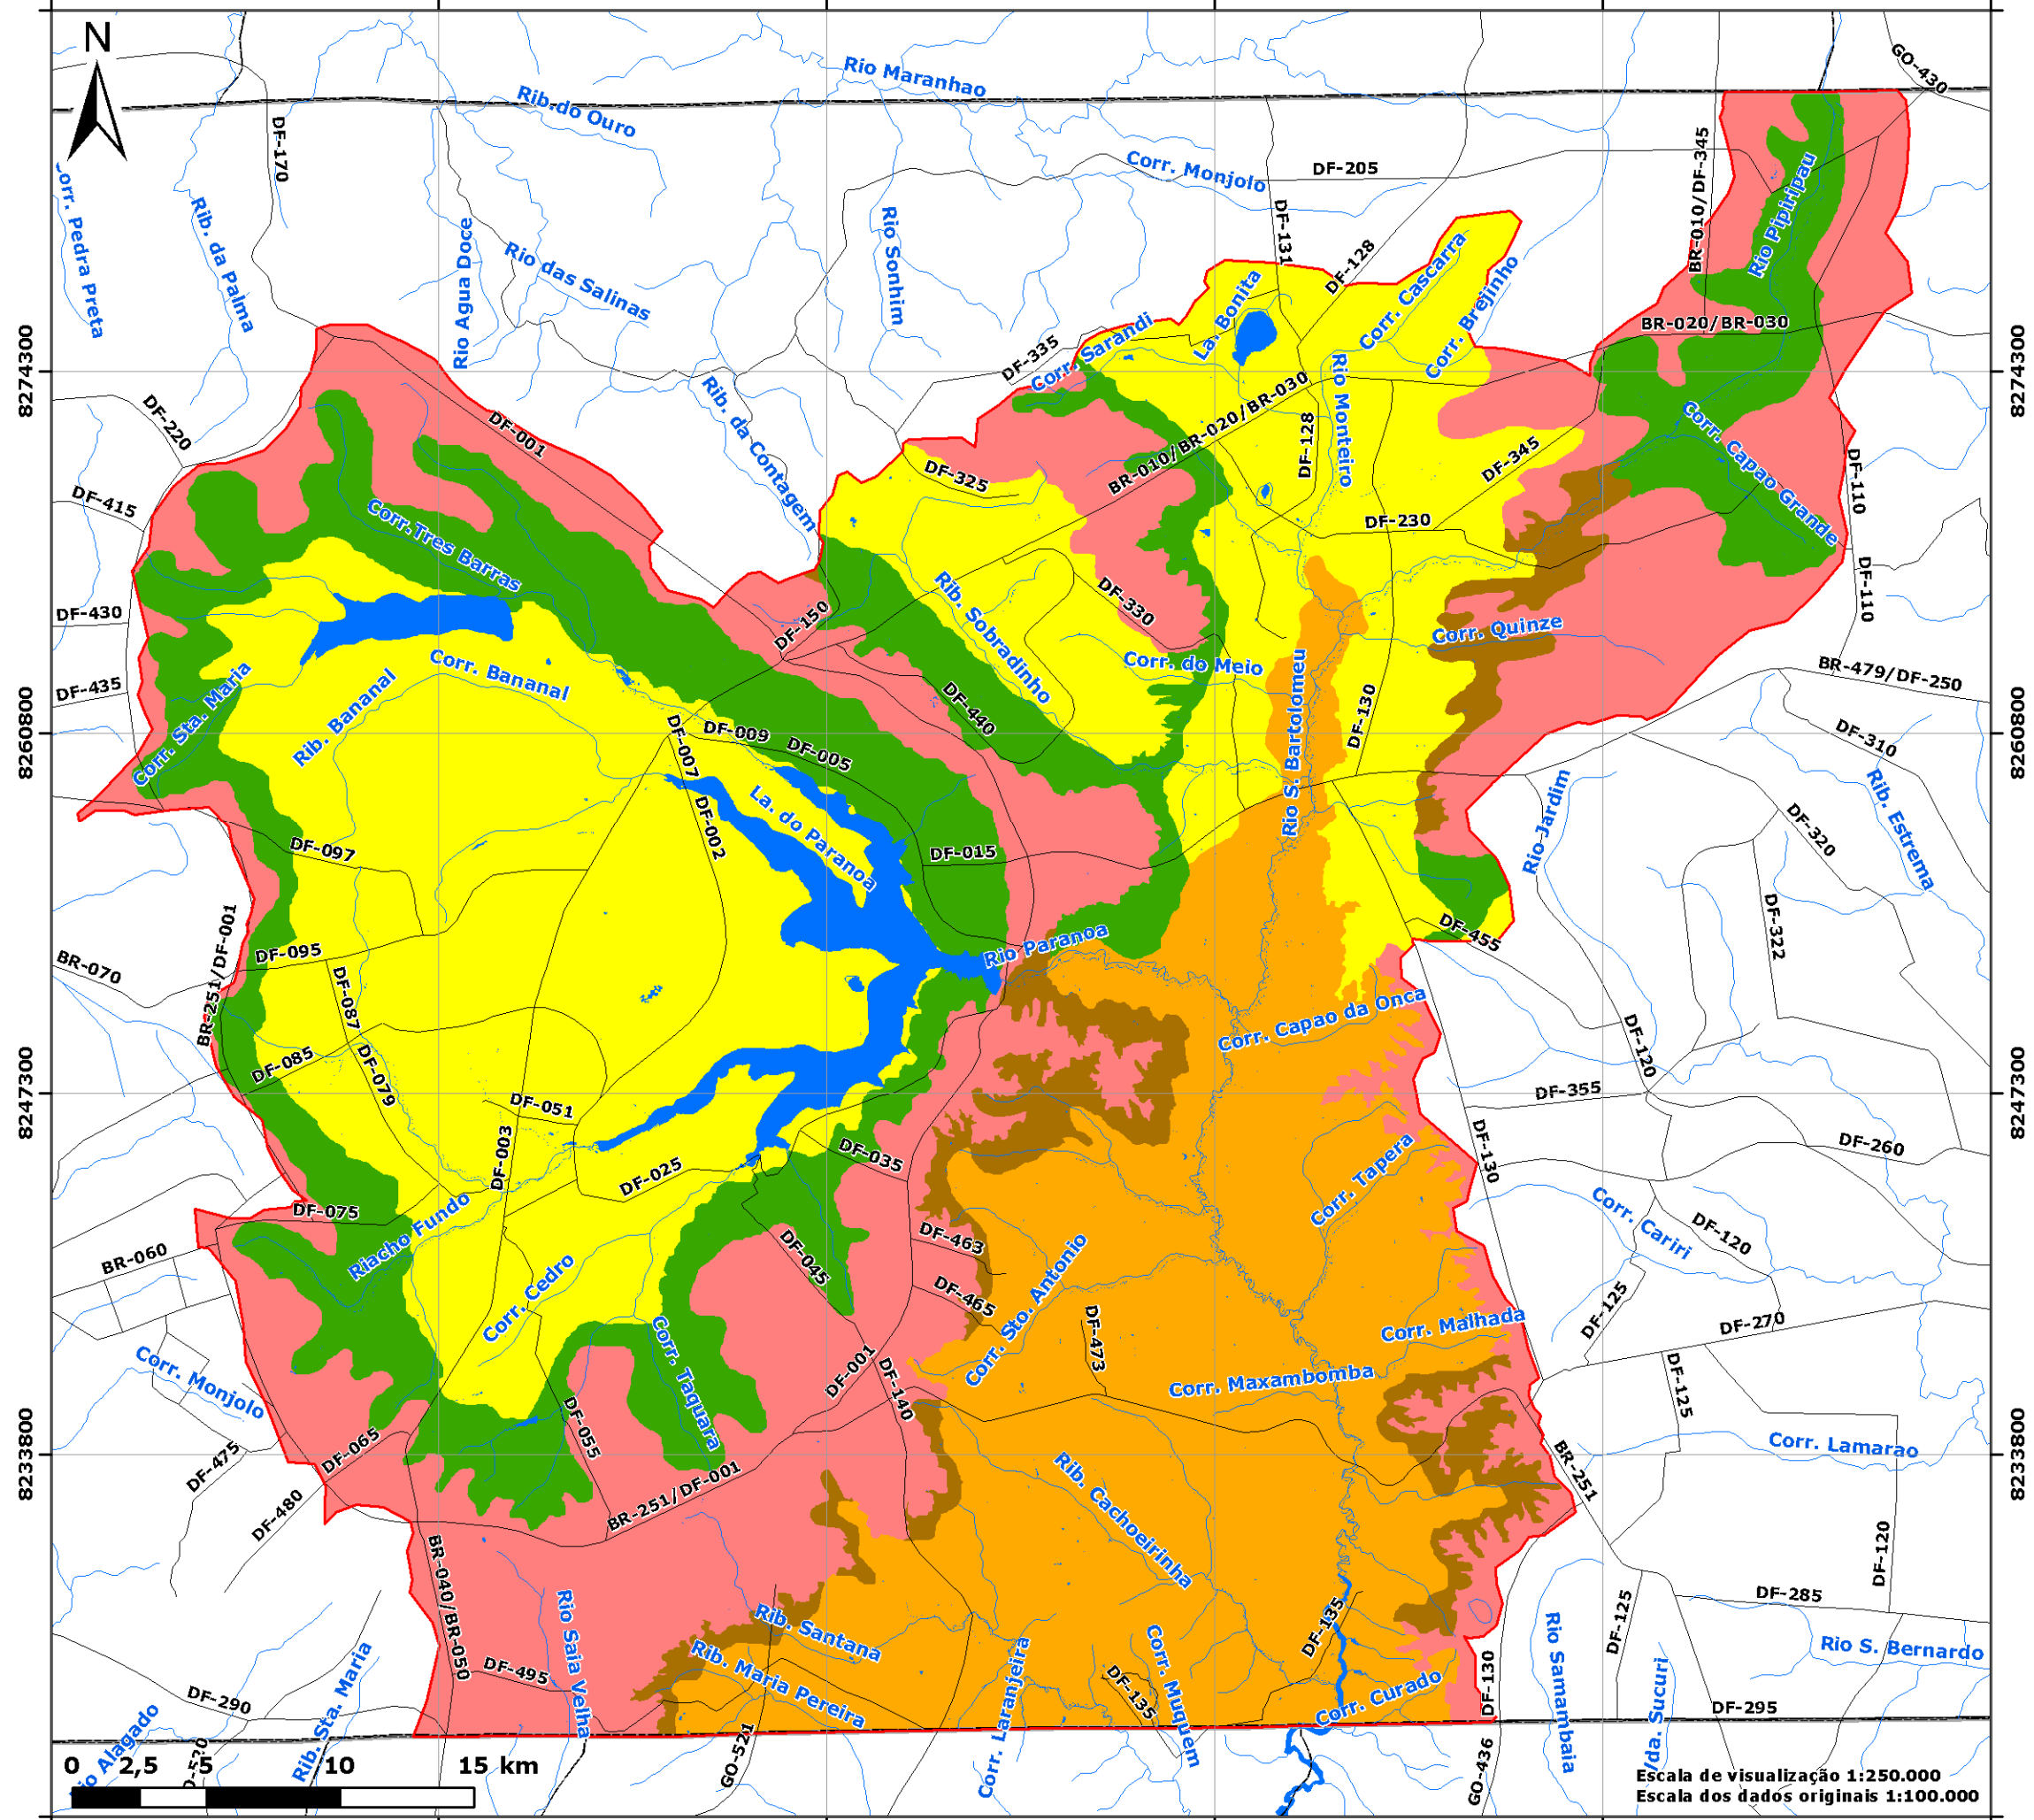 N
GO-430
Rio Maranhao
Rib.do Ouro
DF-170
Corr. Monjolo
DF-205
BR-010/DF-345
Rio Pipiripau
orr. Pedra Preta
Rib. da Palma
Rio Agua Doce
Rio das Salinas
Rio Sonhim
DF-131
DF-128
Corr. Cascarra
Corr. Brejinho
La. Bonita
BR-020/BR-030
DF-335
Corr. Sarandi
8274300
8274300
Rib. da Contagem
DF-220
DF-001
BR-010/BR-020/BR-030
DF-128
Rio Monteiro
DF-345
Corr. Capao Grande
DF-110
DF-325
DF-415
Corr. Tres Barras
DF-230
DF-110
DF-430
DF-150
Rib. Sobradinho
DF-330
Corr. Quinze
Corr. do Meio
Corr. Bananal
DF-435
Corr. Sta. Maria
Rib. Bananal
DF-440
Rio S. Bartolomeu
DF-130
BR-479/DF-250
8260800
8260800
DF-007
DF-009
DF-005
DF-310
DF-002
La. do Paranoa
Rio Jardim
Rib. Estrema
DF-320
DF-097
DF-015
BR-251/DF-001
DF-095
BR-070
DF-087
Rio Paranoa
DF-455
DF-322
Corr. Capao da Onca
DF-120
DF-085
DF-079
8247300
8247300
DF-051
DF-355
DF-003
DF-025
DF-035
Corr. Tapera
DF-130
DF-260
DF-075
Riacho Fundo
Corr. Cariri
DF-120
BR-060
DF-045
DF-463
DF-465
Corr. Sto. Antonio
Corr. Cedro
DF-473
DF-125
Corr. Malhada
DF-270
Corr. Monjolo
Corr. Taquara
DF-001
DF-140
Corr. Maxambomba
DF-125
DF-055
8233800
8233800
DF-065
DF-475
DF-480
BR-251/DF-001
Rib. Cachoeirinha
BR-251
Corr. Lamarao
DF-120
BR-040/BR-050
Rio Saia Velha
DF-285
DF-125
DF-135
Rib. Santana
Rib. Maria Pereira
DF-495
Corr. Laranjeira
Corr. Muquem
DF-135
Corr. Curado
DF-130
Rio Samambaia
Rio S. Bernardo
DF-290
Rib. Sta. Maria
DF-295
GO-521
GO-436
0 2,5 5 10 15 km
Escala de visualização 1:250.000
Escala dos dados originais 1:100.000